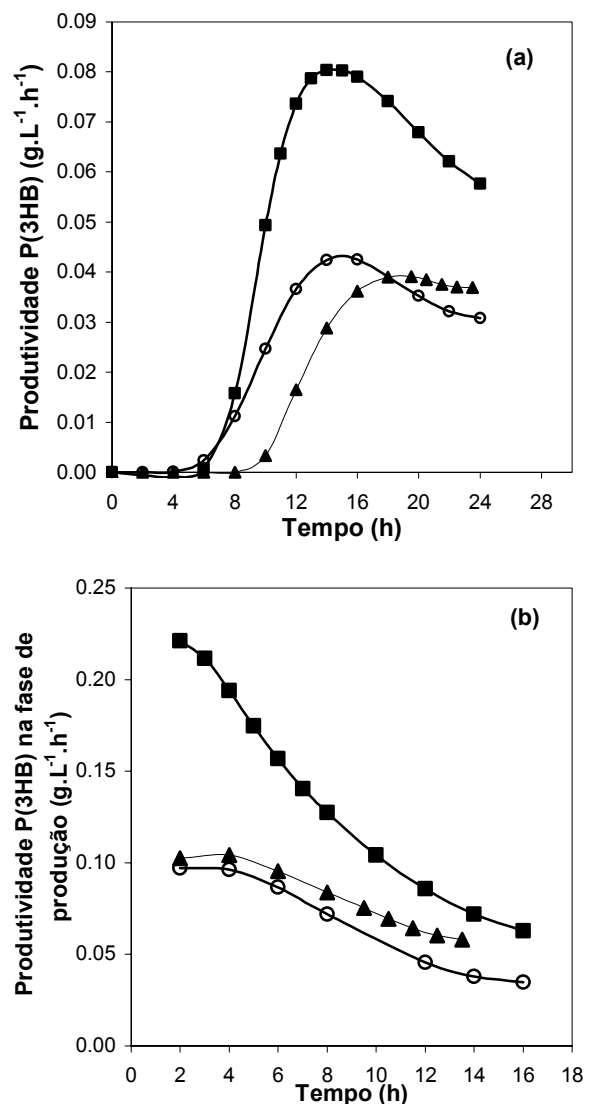 0.09
0.08
0.07
0.06
0.05
0.04
0.03
0.02
0.01
0.00
Produtividade P(3HB) (g.L⁻¹.h⁻¹)
(a)
0 4 8 12 16 20 24 28
Tempo (h)
0.25
0.20
0.15
0.10
0.05
0.00
Produtividade P(3HB) na fase de
produção (g.L⁻¹.h⁻¹)
(b)
0 2 4 6 8 10 12 14 16 18
Tempo (h)